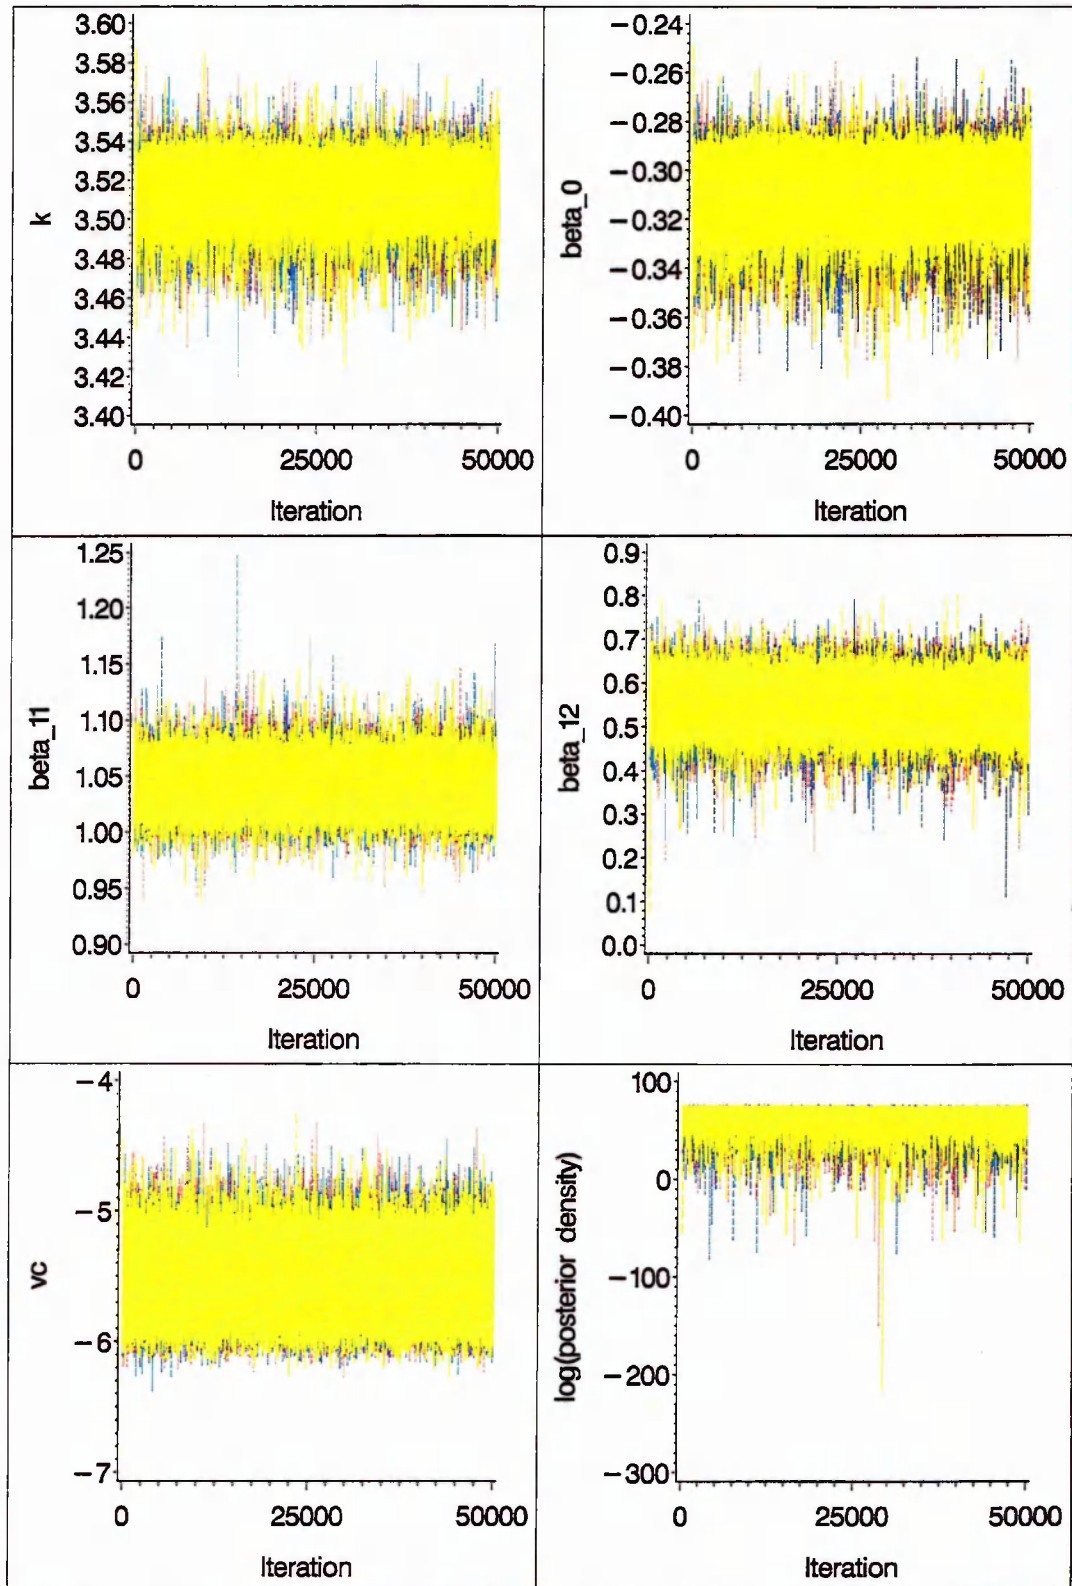 3.60
3.58
3.56
3.54
3.52
3.50
3.48
3.46
3.44
3.42
3.40
k
0 25000 50000
Iteration
−0.24
−0.26
−0.28
−0.30
−0.32
−0.34
−0.36
−0.38
−0.40
beta_0
0 25000 50000
Iteration
1.25
1.20
1.15
1.10
1.05
1.00
0.95
0.90
beta_11
0 25000 50000
Iteration
0.9
0.8
0.7
0.6
0.5
0.4
0.3
0.2
0.1
0.0
beta_12
0 25000 50000
Iteration
−4
−5
−6
−7
vc
0 25000 50000
Iteration
100
0
−100
−200
−300
log(posterior density)
0 25000 50000
Iteration